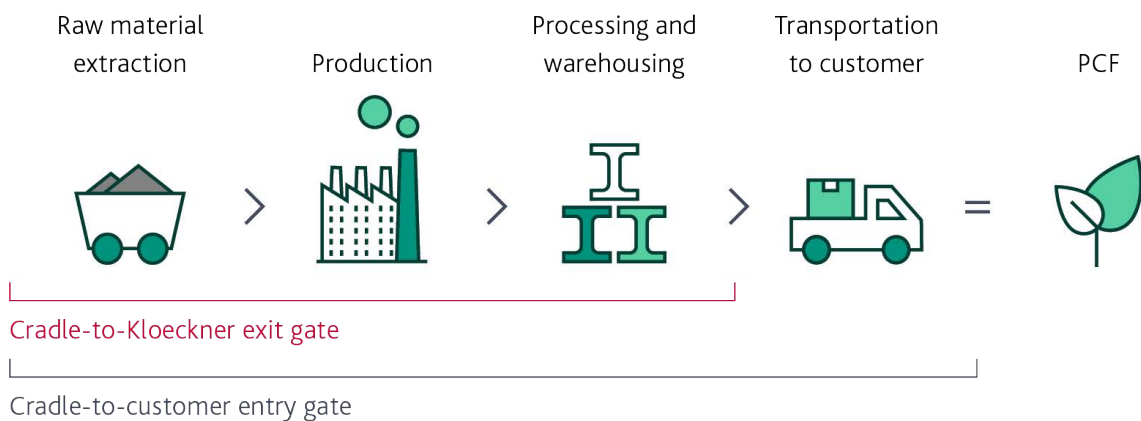 Raw material
extraction
Production
Processing and
warehousing
Transportation
to customer
PCF
Cradle-to-Kloeckner exit gate
Cradle-to-customer entry gate